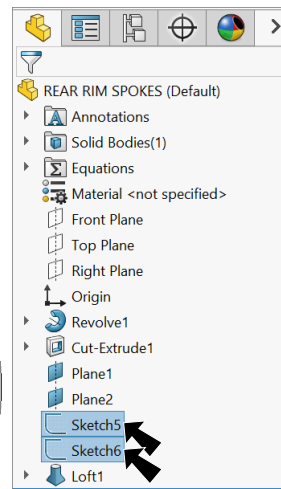 REAR RIM SPOKES (Default)
Annotations
Solid Bodies(1)
Equations
Material <not specified>
Front Plane
Top Plane
Right Plane
Origin
Revolve1
Cut-Extrude1
Plane1
Plane2
Sketch5
Sketch6
Loft1